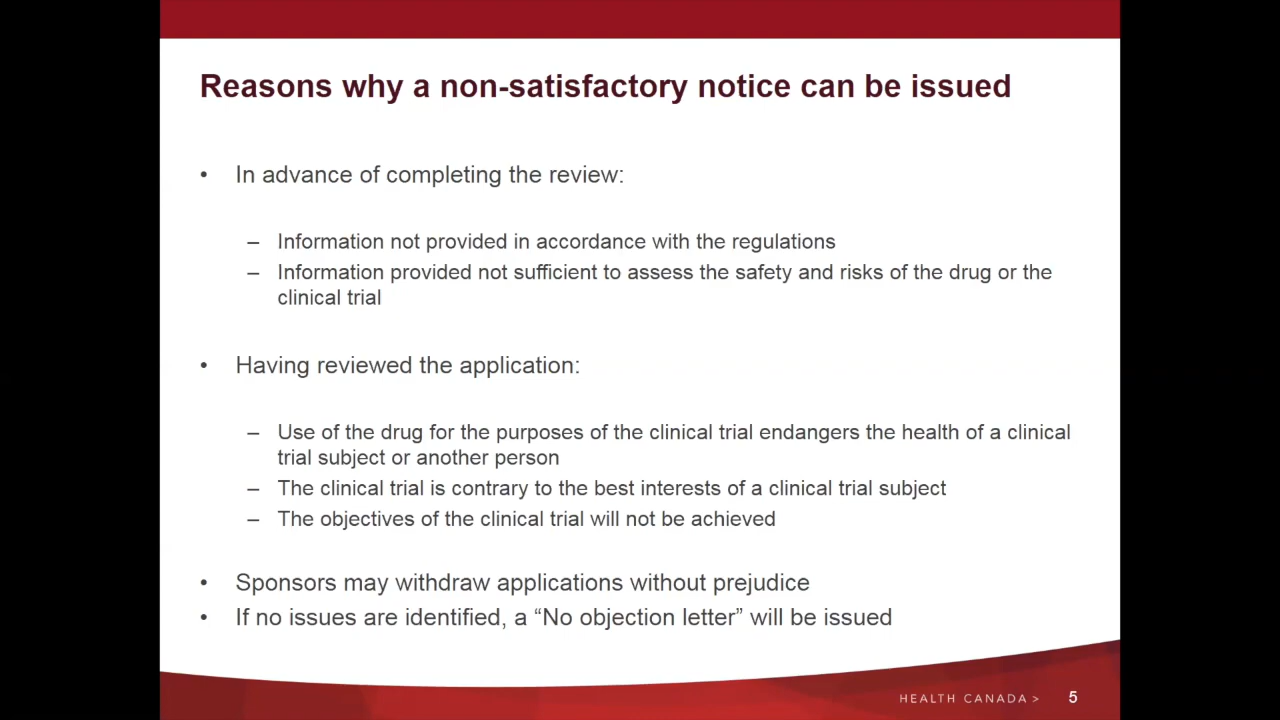 Reasons why a non-satisfactory notice can be issued
• In advance of completing the review:
– Information not provided in accordance with the regulations
– Information provided not sufficient to assess the safety and risks of the drug or the
clinical trial
• Having reviewed the application:
– Use of the drug for the purposes of the clinical trial endangers the health of a clinical
trial subject or another person
– The clinical trial is contrary to the best interests of a clinical trial subject
– The objectives of the clinical trial will not be achieved
• Sponsors may withdraw applications without prejudice
• If no issues are identified, a “No objection letter” will be issued
HEALTH CANADA > 5